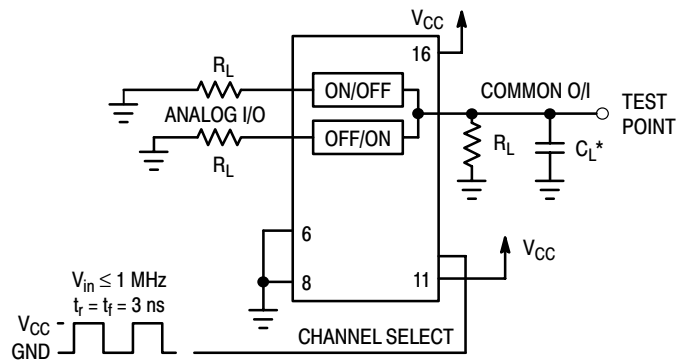 V_CC
16
R_L
ON/OFF
COMMON O/I
TEST
POINT
ANALOG I/O
OFF/ON
R_L
R_L
C_L*
6
V_CC
8
11
V_in ≤ 1 MHz
t_r = t_f = 3 ns
V_CC
GND
CHANNEL SELECT